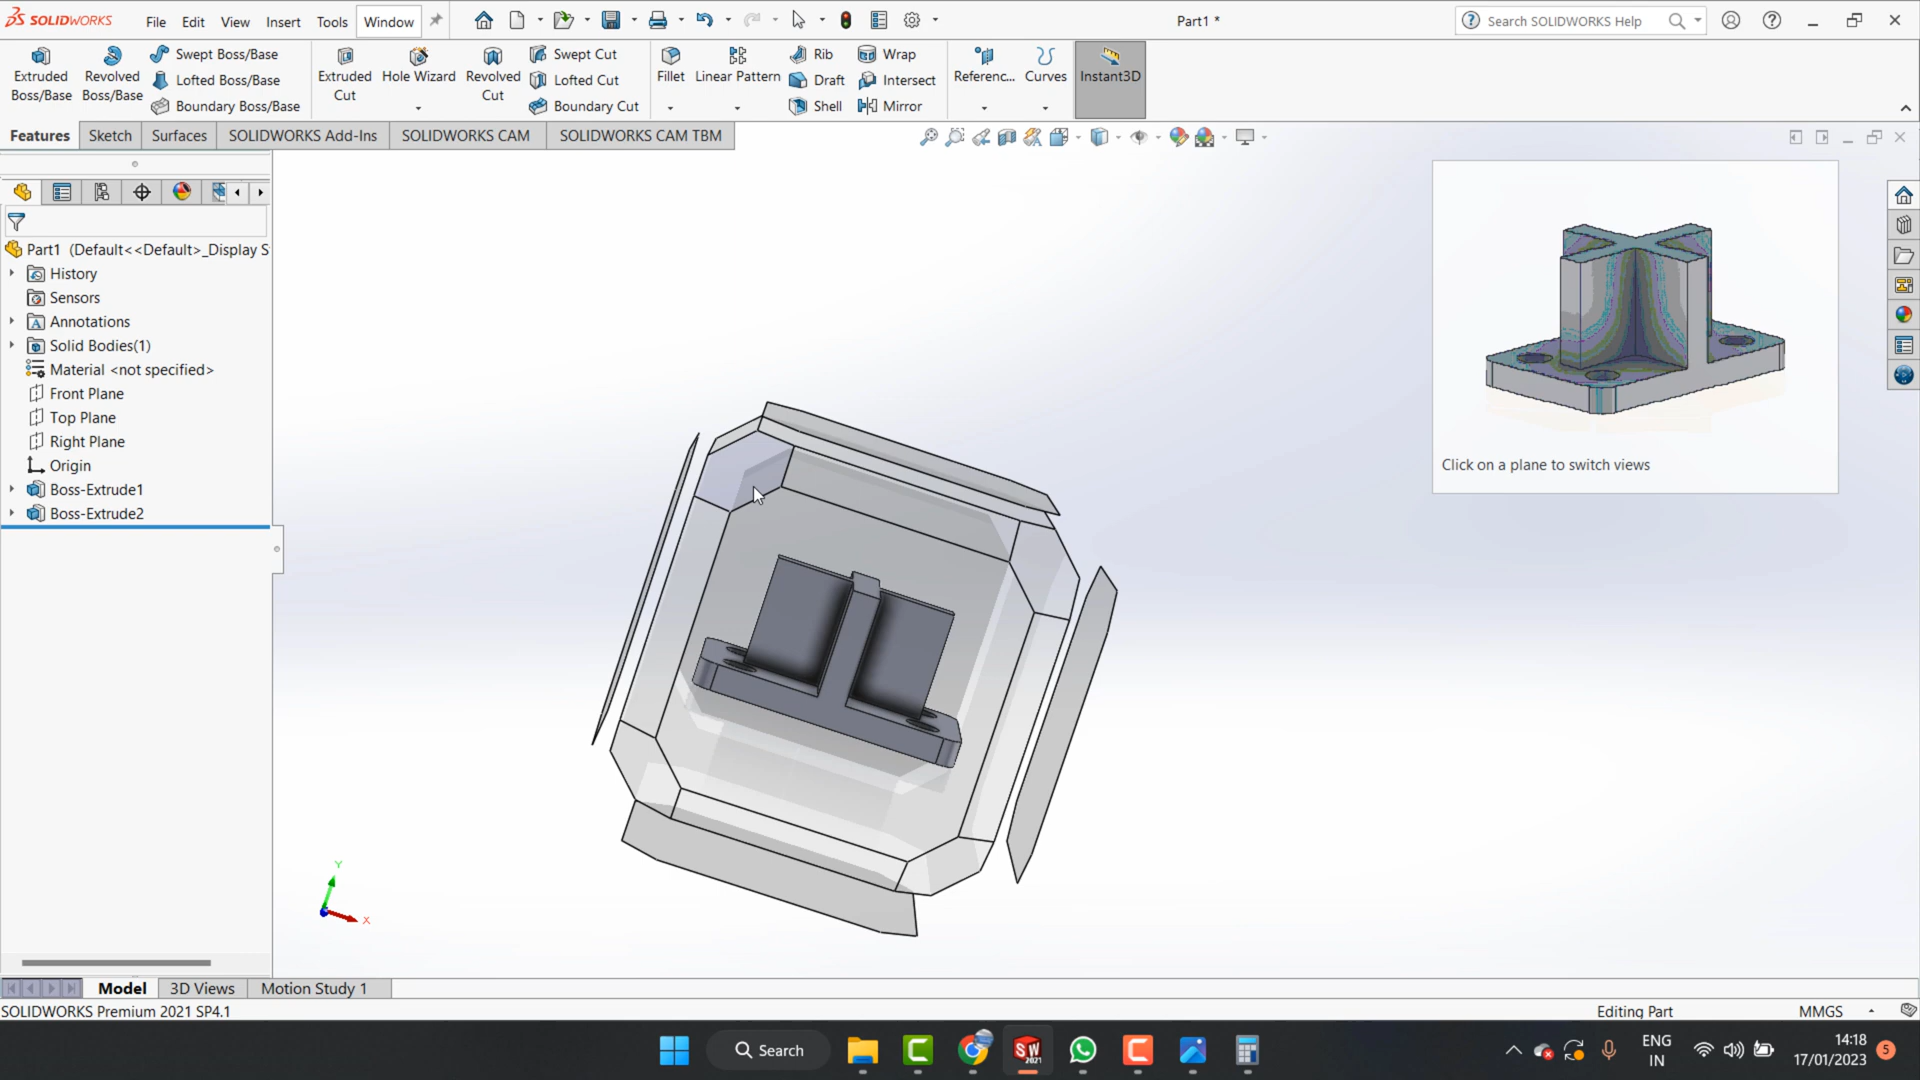 SOLIDWORKS File Edit View Insert Tools Window Part1 * Search SOLIDWORKS Help
Extruded Boss/Base
Revolved Boss/Base
Swept Boss/Base
Lofted Boss/Base
Boundary Boss/Base
Extruded Cut
Hole Wizard
Revolved Cut
Swept Cut
Lofted Cut
Boundary Cut
Fillet
Linear Pattern
Rib
Draft
Shell
Wrap
Intersect
Mirror
Referenc...
Curves
Instant3D
Features Sketch Surfaces SOLIDWORKS Add-Ins SOLIDWORKS CAM SOLIDWORKS CAM TBM
Part1 (Default<<Default>_Display S
History
Sensors
Annotations
Solid Bodies(1)
Material <not specified>
Front Plane
Top Plane
Right Plane
Origin
Boss-Extrude1
Boss-Extrude2
Click on a plane to switch views
Y
X
Model 3D Views Motion Study 1
SOLIDWORKS Premium 2021 SP4.1 Editing Part MMGS
Search
SW
2021
ENG
IN
14:18
17/01/2023
5